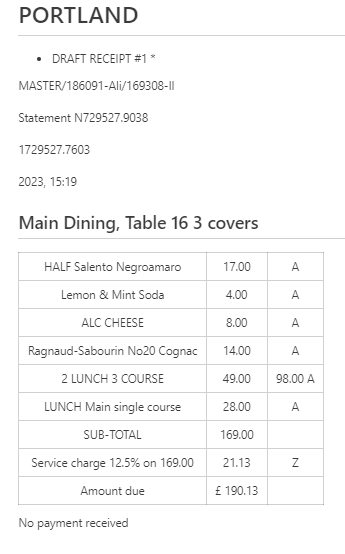 PORTLAND
• DRAFT RECEIPT #1 *
MASTER/186091-Ali/169308-II
Statement N729527.9038
1729527.7603
2023, 15:19
Main Dining, Table 16 3 covers
HALF Salento Negroamaro 17.00 A
Lemon & Mint Soda 4.00 A
ALC CHEESE 8.00 A
Ragnaud-Sabourin No20 Cognac 14.00 A
2 LUNCH 3 COURSE 49.00 98.00 A
LUNCH Main single course 28.00 A
SUB-TOTAL 169.00
Service charge 12.5% on 169.00 21.13 Z
Amount due £ 190.13
No payment received